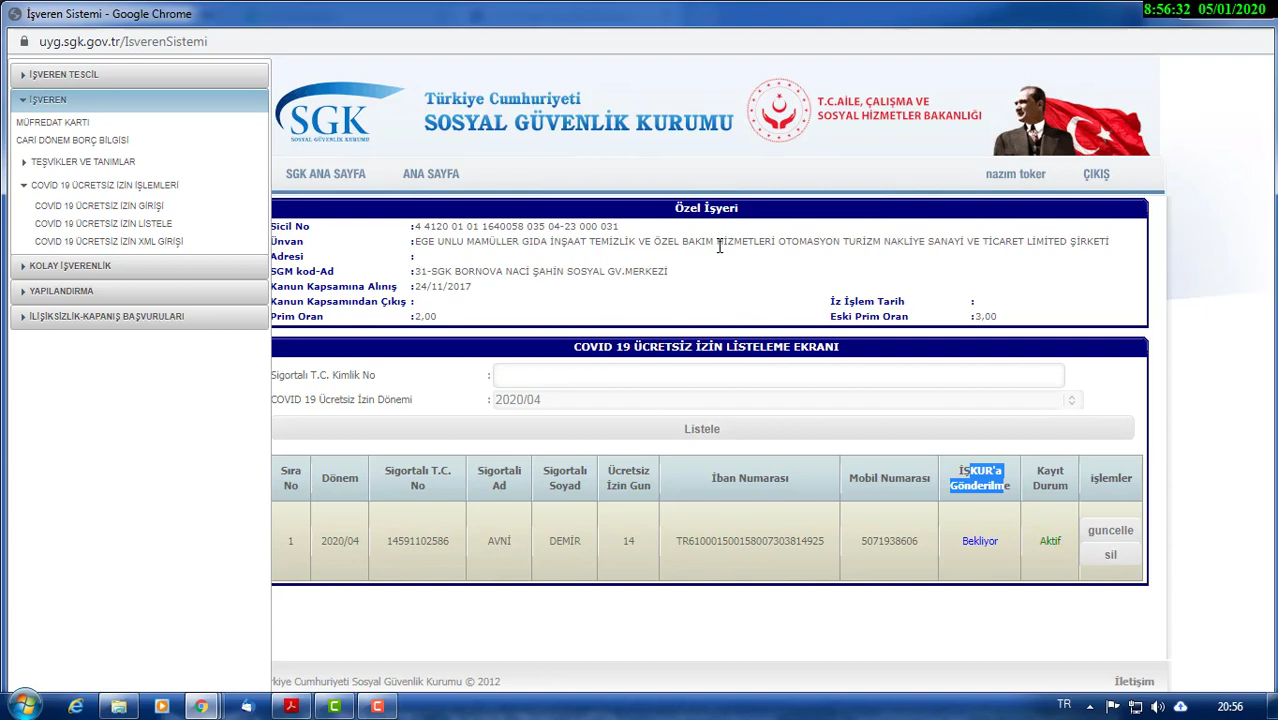 İşveren Sistemi - Google Chrome
8:56:32 05/01/2020
uyg.sgk.gov.tr/IsverenSistemi
İŞVEREN TESCİL
İŞVEREN
MÜFREDAT KARTI
CARİ DÖNEM BORÇ BİLGİSİ
TEŞVİKLER VE TANIMLAR
COVİD 19 ÜCRETSİZ İZİN İŞLEMLERİ
COVİD 19 ÜCRETSİZ İZİN GİRİŞİ
COVİD 19 ÜCRETSİZ İZİN LİSTELE
COVİD 19 ÜCRETSİZ İZİN XML GİRİŞİ
KOLAY İŞVERENLİK
YAPILANDIRMA
İLİŞİKSİZLİK-KAPANIŞ BAŞVURULARI
SGK
SOSYAL GÜVENLİK KURUMU
Türkiye Cumhuriyeti
SOSYAL GÜVENLİK KURUMU
T.C.AİLE, ÇALIŞMA VE
SOSYAL HİZMETLER BAKANLIĞI
SGK ANA SAYFA ANA SAYFA nazım toker ÇIKIŞ
Özel İşyeri
Sicil No :4 4120 01 01 1640058 035 04-23 000 031
Ünvan :EGE UNLU MAMÜLLER GIDA İNŞAAT TEMİZLİK VE ÖZEL BAKIM HİZMETLERİ OTOMASYON TURİZM NAKLİYE SANAYİ VE TİCARET LİMİTED ŞİRKETİ
Adresi :
SGM kod-Ad :31-SGK BORNOVA NACİ ŞAHİN SOSYAL GV.MERKEZİ
Kanun Kapsamına Alınış :24/11/2017
Kanun Kapsamından Çıkış : İz İşlem Tarih :
Prim Oran :2,00 Eski Prim Oran :3,00
COVID 19 ÜCRETSİZ İZİN LİSTELEME EKRANI
Sigortalı T.C. Kimlik No :
COVID 19 Ücretsiz İzin Dönemi : 2020/04
Listele
Sıra No Dönem Sigortalı T.C. No Sigortali Ad Sigortalı Soyad Ücretsiz İzin Gun İban Numarası Mobil Numarası İŞKUR'a Gönderilme Kayıt Durum işlemler
1 2020/04 14591102586 AVNİ DEMİR 14 TR610001500158007303814925 5071938606 Bekliyor Aktif guncelle
sil
rkiye Cumhuriyeti Sosyal Güvenlik Kurumu © 2012 İletişim
TR 20:56